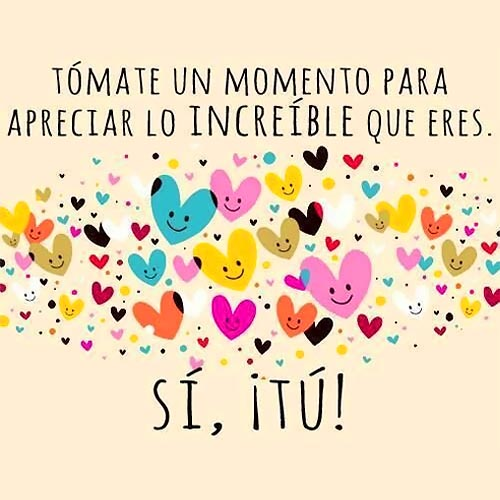 TÓMATE UN MOMENTO PARA
APRECIAR LO INCREÍBLE QUE ERES.
SÍ, ¡TÚ!